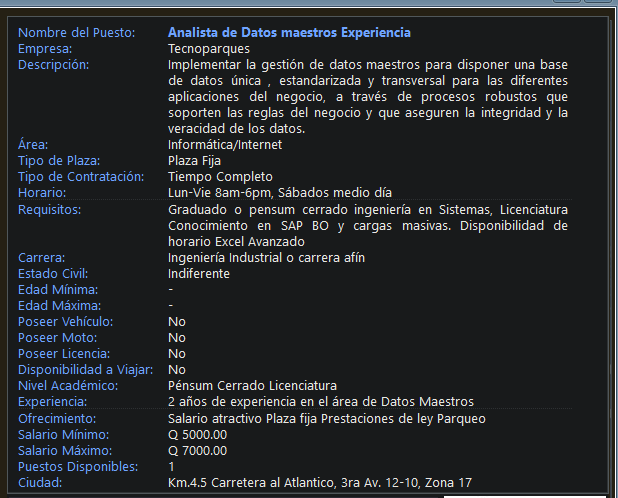 Nombre del Puesto: Analista de Datos maestros Experiencia
Empresa: Tecnoparques
Descripción: Implementar la gestión de datos maestros para disponer una base
de datos única , estandarizada y transversal para las diferentes
aplicaciones del negocio, a través de procesos robustos que
soporten las reglas del negocio y que aseguren la integridad y la
veracidad de los datos.
Área: Informática/Internet
Tipo de Plaza: Plaza Fija
Tipo de Contratación: Tiempo Completo
Horario: Lun-Vie 8am-6pm, Sábados medio día
Requisitos: Graduado o pensum cerrado ingeniería en Sistemas, Licenciatura
Conocimiento en SAP BO y cargas masivas. Disponibilidad de
horario Excel Avanzado
Carrera: Ingeniería Industrial o carrera afín
Estado Civil: Indiferente
Edad Mínima: -
Edad Máxima: -
Poseer Vehículo: No
Poseer Moto: No
Poseer Licencia: No
Disponibilidad a Viajar: No
Nivel Académico: Pénsum Cerrado Licenciatura
Experiencia: 2 años de experiencia en el área de Datos Maestros
Ofrecimiento: Salario atractivo Plaza fija Prestaciones de ley Parqueo
Salario Mínimo: Q 5000.00
Salario Máximo: Q 7000.00
Puestos Disponibles: 1
Ciudad: Km.4.5 Carretera al Atlantico, 3ra Av. 12-10, Zona 17